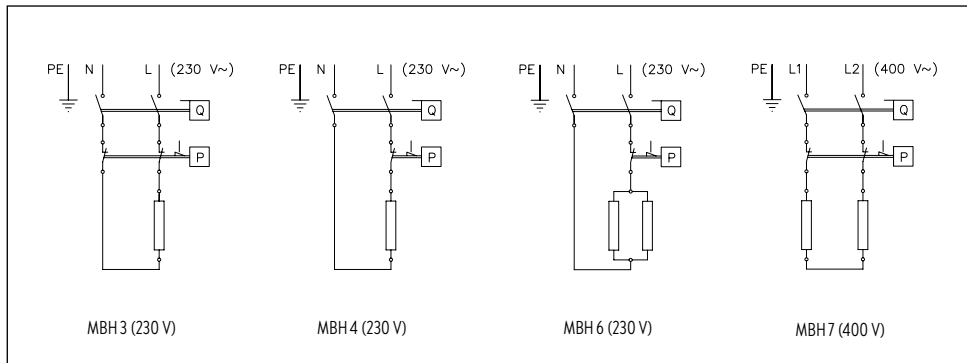 PE N L (230 V~)
Q
P
MBH 3 (230 V)
PE N L (230 V~)
Q
P
MBH 4 (230 V)
PE N L (230 V~)
Q
P
MBH 6 (230 V)
PE L1 L2 (400 V~)
Q
P
MBH 7 (400 V)